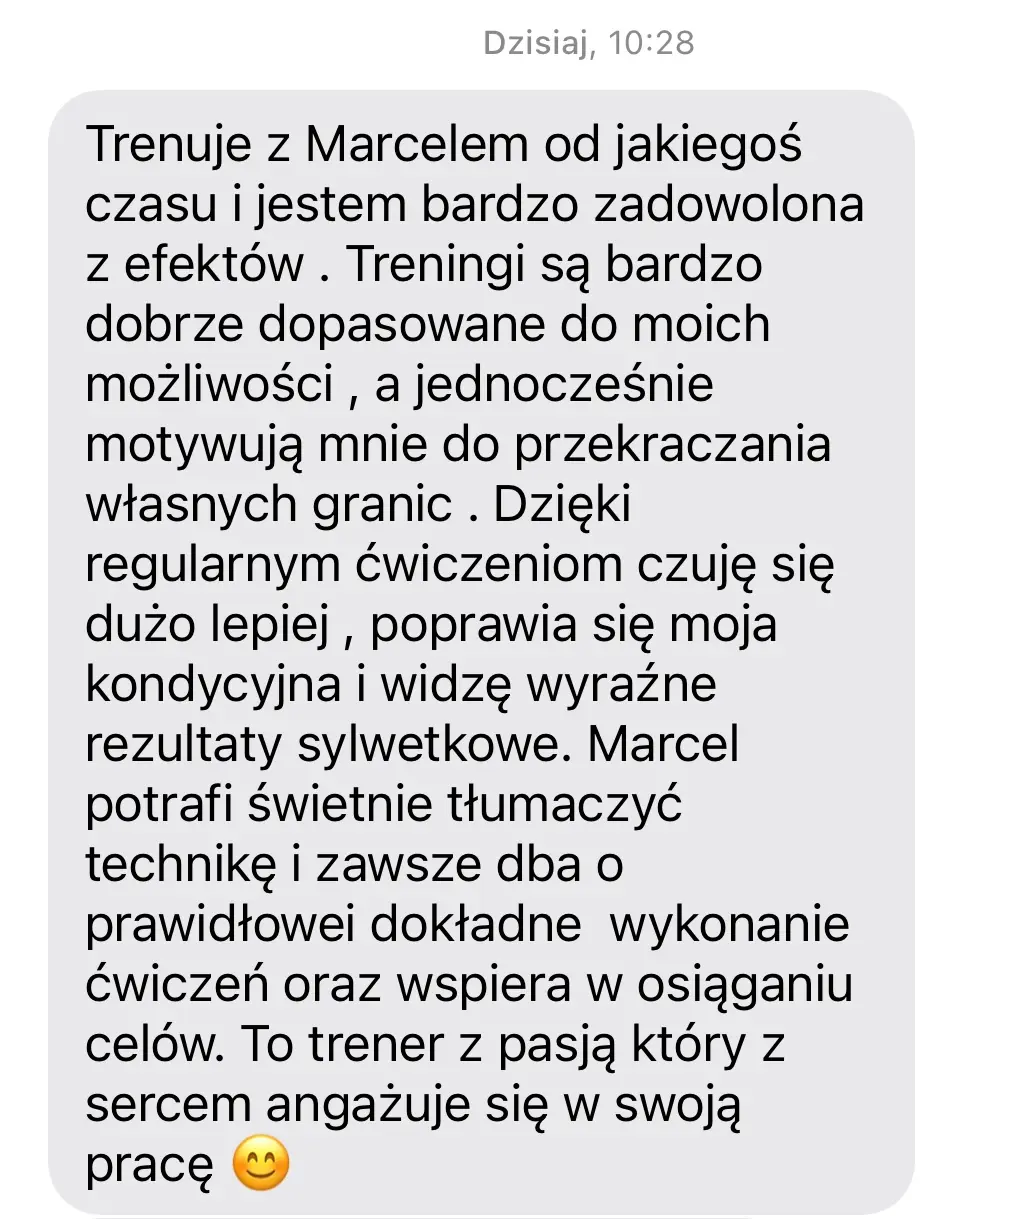 Dzisiaj, 10:28
Trenuje z Marcelem od jakiegoś
czasu i jestem bardzo zadowolona
z efektów . Treningi są bardzo
dobrze dopasowane do moich
możliwości , a jednocześnie
motywują mnie do przekraczania
własnych granic . Dzięki
regularnym ćwiczeniom czuję się
dużo lepiej , poprawia się moja
kondycyjna i widzę wyraźne
rezultaty sylwetkowe. Marcel
potrafi świetnie tłumaczyć
technikę i zawsze dba o
prawidłowei dokładne  wykonanie
ćwiczeń oraz wspiera w osiąganiu
celów. To trener z pasją który z
sercem angażuje się w swoją
pracę 😊